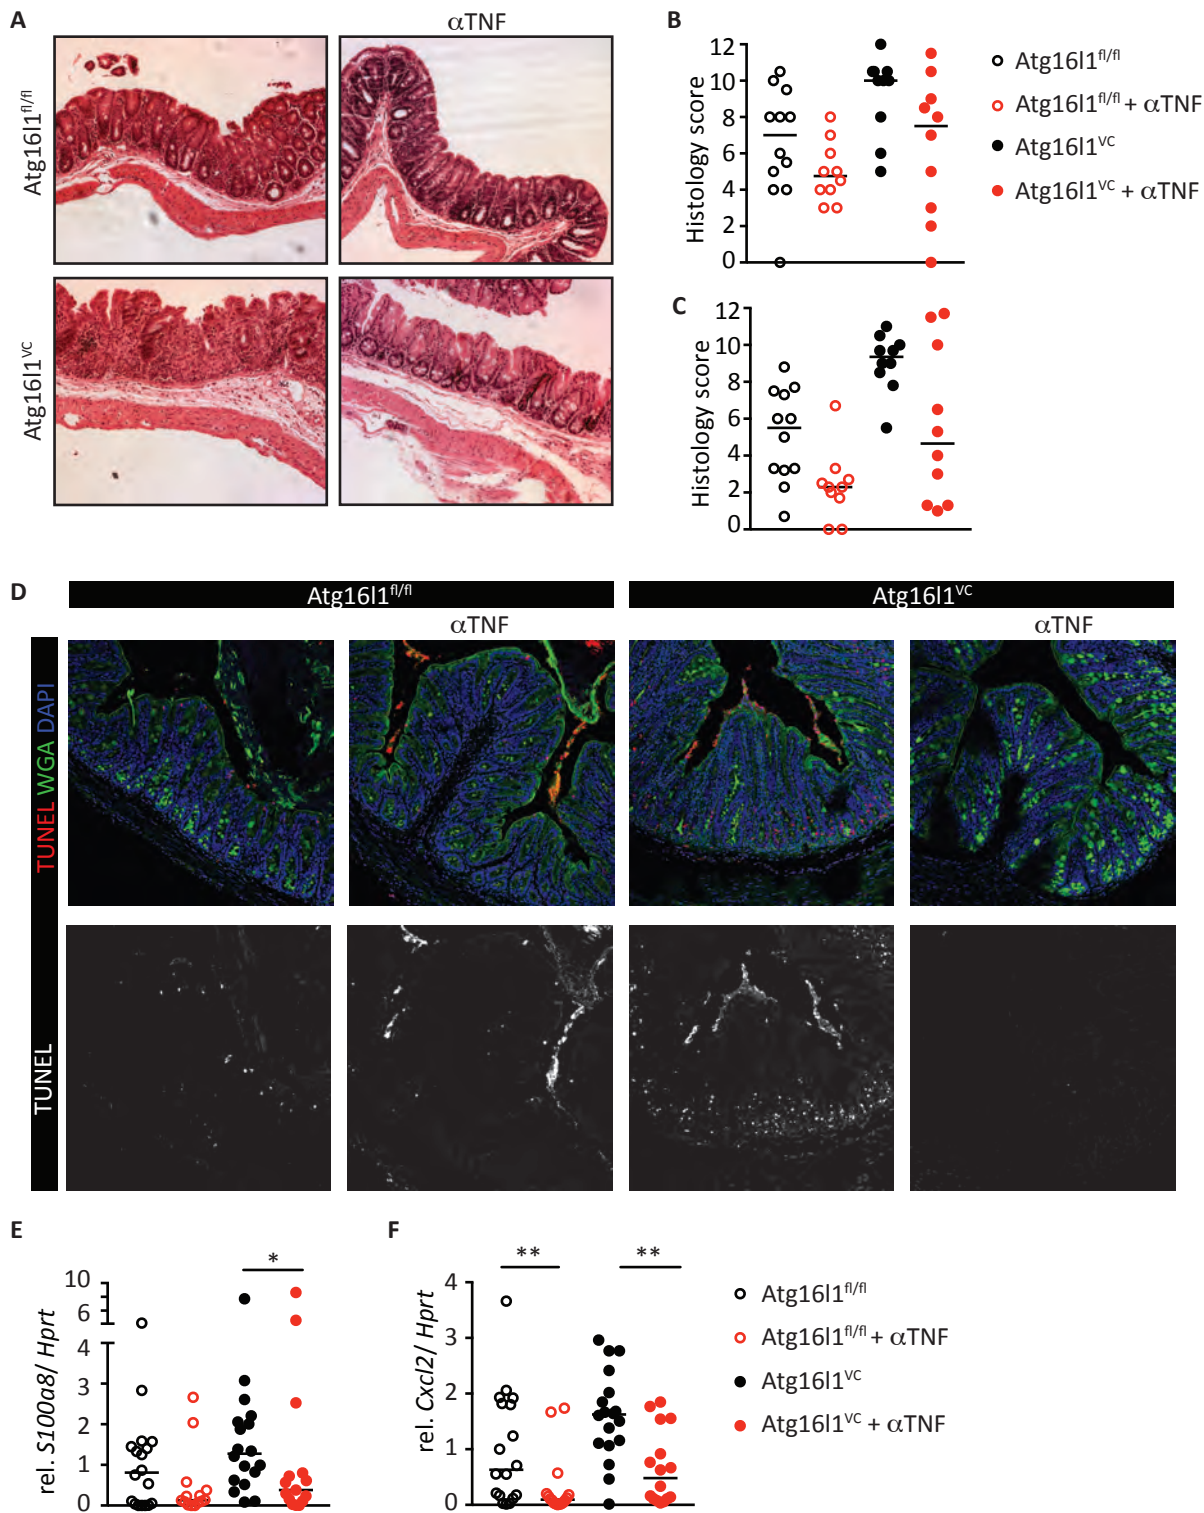 A
αTNF
Atg16l1fl/fl
Atg16l1VC
B
Histology score
12
10
8
6
4
2
0
Atg16l1fl/fl
Atg16l1fl/fl + αTNF
Atg16l1VC
Atg16l1VC + αTNF
C
Histology score
12
10
8
6
4
2
0
D
Atg16l1fl/fl
Atg16l1VC
αTNF
αTNF
TUNEL WGA DAPI
TUNEL
E
rel. S100a8/ Hprt
10
8
6
4
3
2
1
0
*
F
rel. Cxcl2/ Hprt
4
3
2
1
0
**
**
Atg16l1fl/fl
Atg16l1fl/fl + αTNF
Atg16l1VC
Atg16l1VC + αTNF